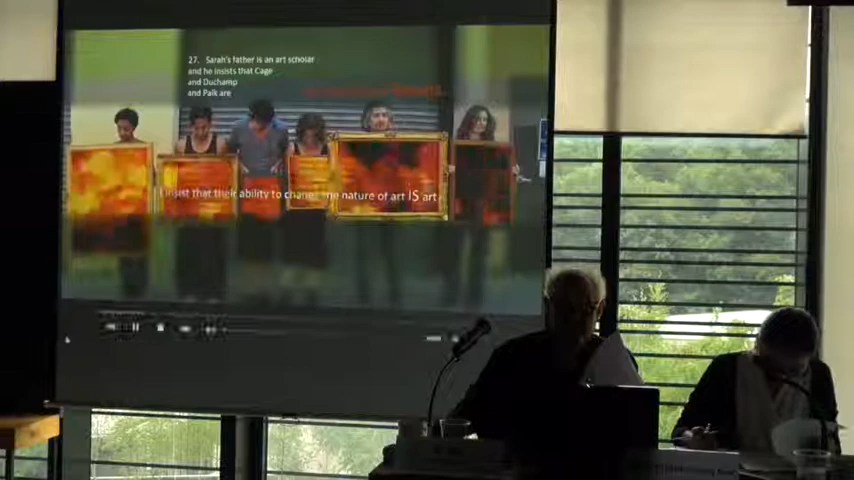 27. Sarah's father is an art scholar
and he insists that Cage
and Duchamp
and Paik are
I insist that their ability to change the nature of art IS art